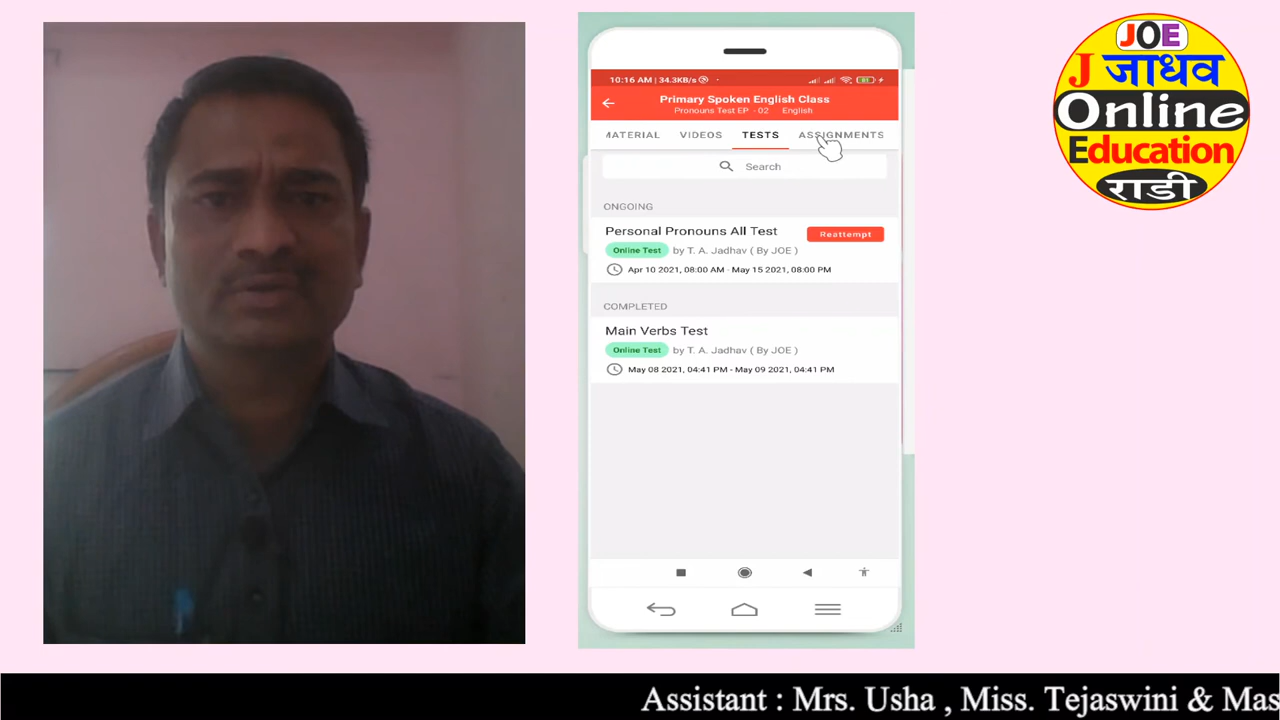 10:16 AM | 34.3KB/s
Primary Spoken English Class
Pronouns Test EP - 02 English
MATERIAL VIDEOS TESTS ASSIGNMENTS
Search
ONGOING
Personal Pronouns All Test
Reattempt
Online Test by T. A. Jadhav ( By JOE )
Apr 10 2021, 08:00 AM - May 15 2021, 08:00 PM
COMPLETED
Main Verbs Test
Online Test by T. A. Jadhav ( By JOE )
May 08 2021, 04:41 PM - May 09 2021, 04:41 PM
JOE
J जाधव
Online
Education
राडी
Assistant : Mrs. Usha , Miss. Tejaswini & Mas